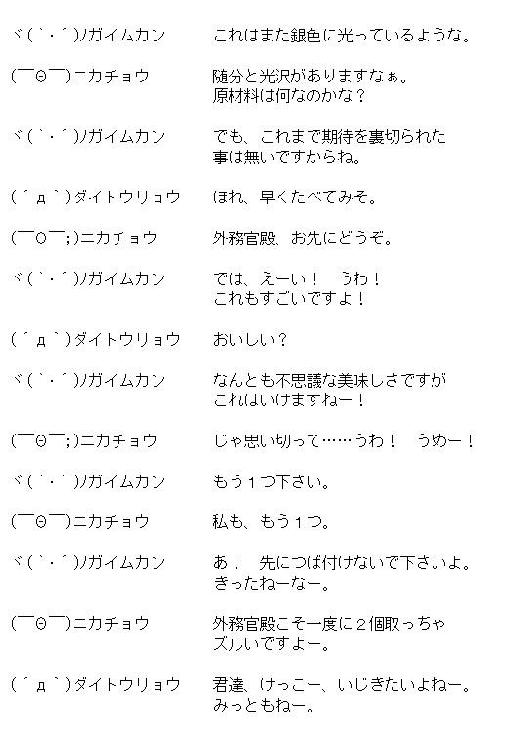 ヾ(｀・´)ﾉガイムカン　これはまた銀色に光っているような。
(￣Θ￣)ニカチョウ　随分と光沢がありますなぁ。
原材料は何なのかな？
ヾ(｀・´)ﾉガイムカン　でも、これまで期待を裏切られた
事は無いですからね。
(´д｀)ダイトウリョウ　ほれ、早くたべてみそ。
(￣O￣;)ニカチョウ　外務官殿、お先にどうぞ。
ヾ(｀・´)ﾉガイムカン　では、えーい！　うわ！
これもすごいですよ！
(´д｀)ダイトウリョウ　おいしい？
ヾ(｀・´)ﾉガイムカン　なんとも不思議な美味しさですが
これはいけますねー！
(￣Θ￣;)ニカチョウ　じゃ思い切って……うわ！　うめー！
ヾ(｀・´)ﾉガイムカン　もう１つ下さい。
(￣Θ￣)ニカチョウ　私も、もう１つ。
ヾ(｀・´)ﾉガイムカン　あ．　先につば付けないで下さいよ。
きったねーなー。
(￣Θ￣)ニカチョウ　外務官殿こそ一度に２個取っちゃ
ズルいですよー。
(´д｀)ダイトウリョウ　君達、けっこー、いじきたいよねー。
みっともねー。